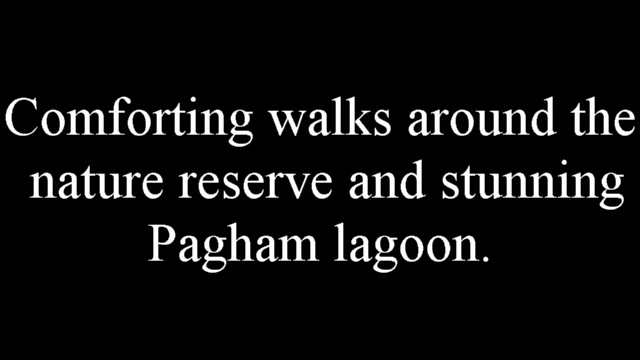 Comforting walks around the
nature reserve and stunning
Pagham lagoon.